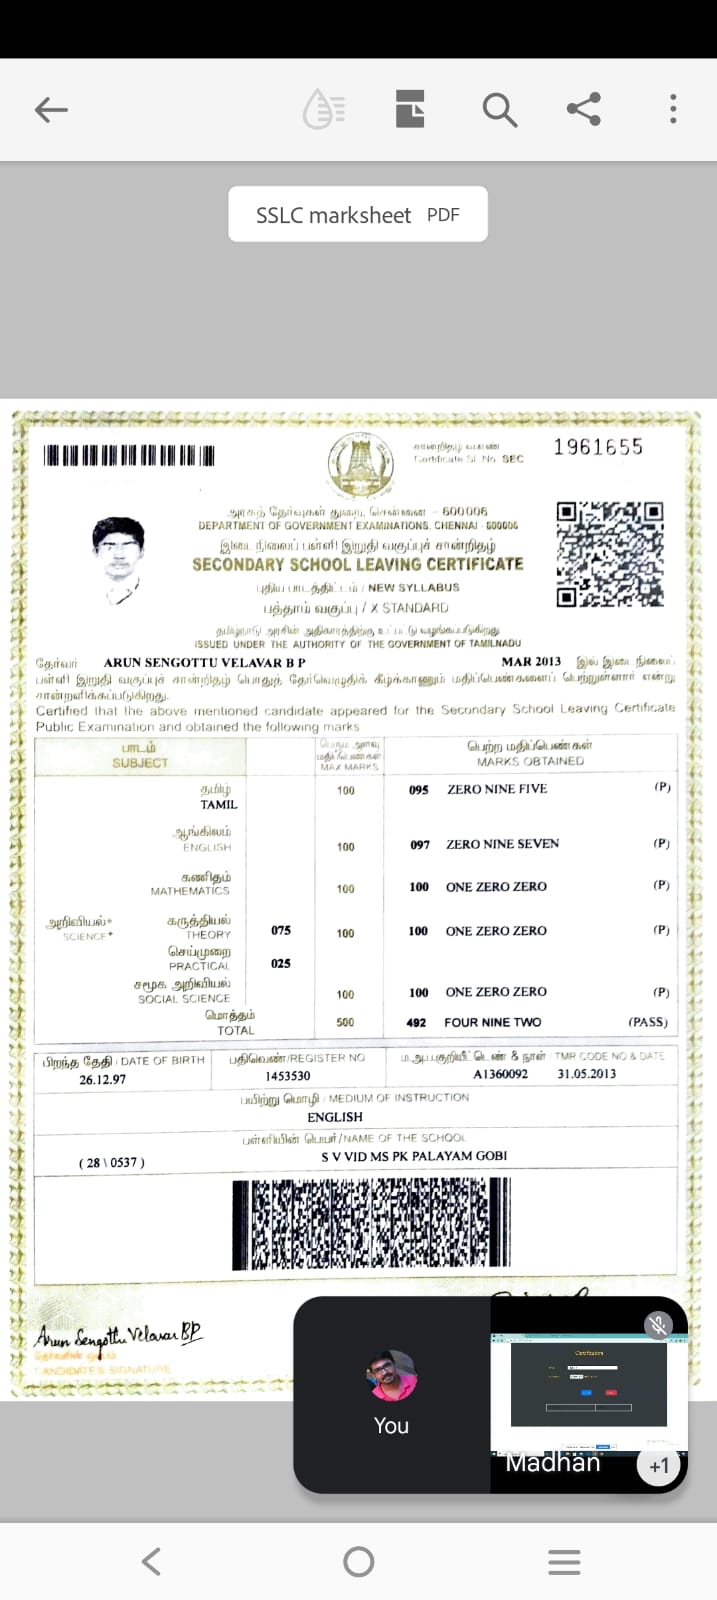 SSLC marksheet PDF
சான்றிதழ் வ.எண்
Certificate Sl. No. SEC 1961655
அரசுத் தேர்வுகள் துறை, சென்னை - 600006
DEPARTMENT OF GOVERNMENT EXAMINATIONS, CHENNAI - 600006
இடை நிலைப் பள்ளி இறுதி வகுப்புச் சான்றிதழ்
SECONDARY SCHOOL LEAVING CERTIFICATE
புதிய பாடத்திட்டம் / NEW SYLLABUS
பத்தாம் வகுப்பு / X STANDARD
தமிழ்நாடு அரசின் அதிகாரத்திற்கு உட்பட்டு வழங்கப்படுகிறது
ISSUED UNDER THE AUTHORITY OF THE GOVERNMENT OF TAMILNADU
தேர்வர் ARUN SENGOTTU VELAVAR B P MAR 2013 இல் இடை நிலைப்
பள்ளி இறுதி வகுப்புச் சான்றிதழ் பொதுத் தேர்வெழுதிக் கீழ்க்காணும் மதிப்பெண்களைப் பெற்றுள்ளார் என்று
சான்றளிக்கப்படுகிறது.
Certified that the above mentioned candidate appeared for the Secondary School Leaving Certificate
Public Examination and obtained the following marks
பாடம் பெரும அளவு பெற்ற மதிப்பெண்கள்
SUBJECT மதிப்பெண்கள் MAX MARKS MARKS OBTAINED
தமிழ்
TAMIL 100 095 ZERO NINE FIVE (P)
ஆங்கிலம்
ENGLISH 100 097 ZERO NINE SEVEN (P)
கணிதம்
MATHEMATICS 100 100 ONE ZERO ZERO (P)
அறிவியல்* கருத்தியல்
SCIENCE* THEORY 075 100 100 ONE ZERO ZERO (P)
செய்முறை
PRACTICAL 025
சமூக அறிவியல்
SOCIAL SCIENCE 100 100 ONE ZERO ZERO (P)
மொத்தம்
TOTAL 500 492 FOUR NINE TWO (PASS)
பிறந்த தேதி / DATE OF BIRTH பதிவெண்/REGISTER NO ம.அ.ப.குறியீட்டெண் & நாள் / TMR CODE NO & DATE
26.12.97 1453530 A1360092 31.05.2013
பயிற்று மொழி / MEDIUM OF INSTRUCTION
ENGLISH
பள்ளியின் பெயர்/NAME OF THE SCHOOL
( 28 \ 0537 ) S V VID MS PK PALAYAM GOBI
Arun Sengottu Velavar BP
CANDIDATE'S SIGNATURE
You
Certification
Madhan
+1